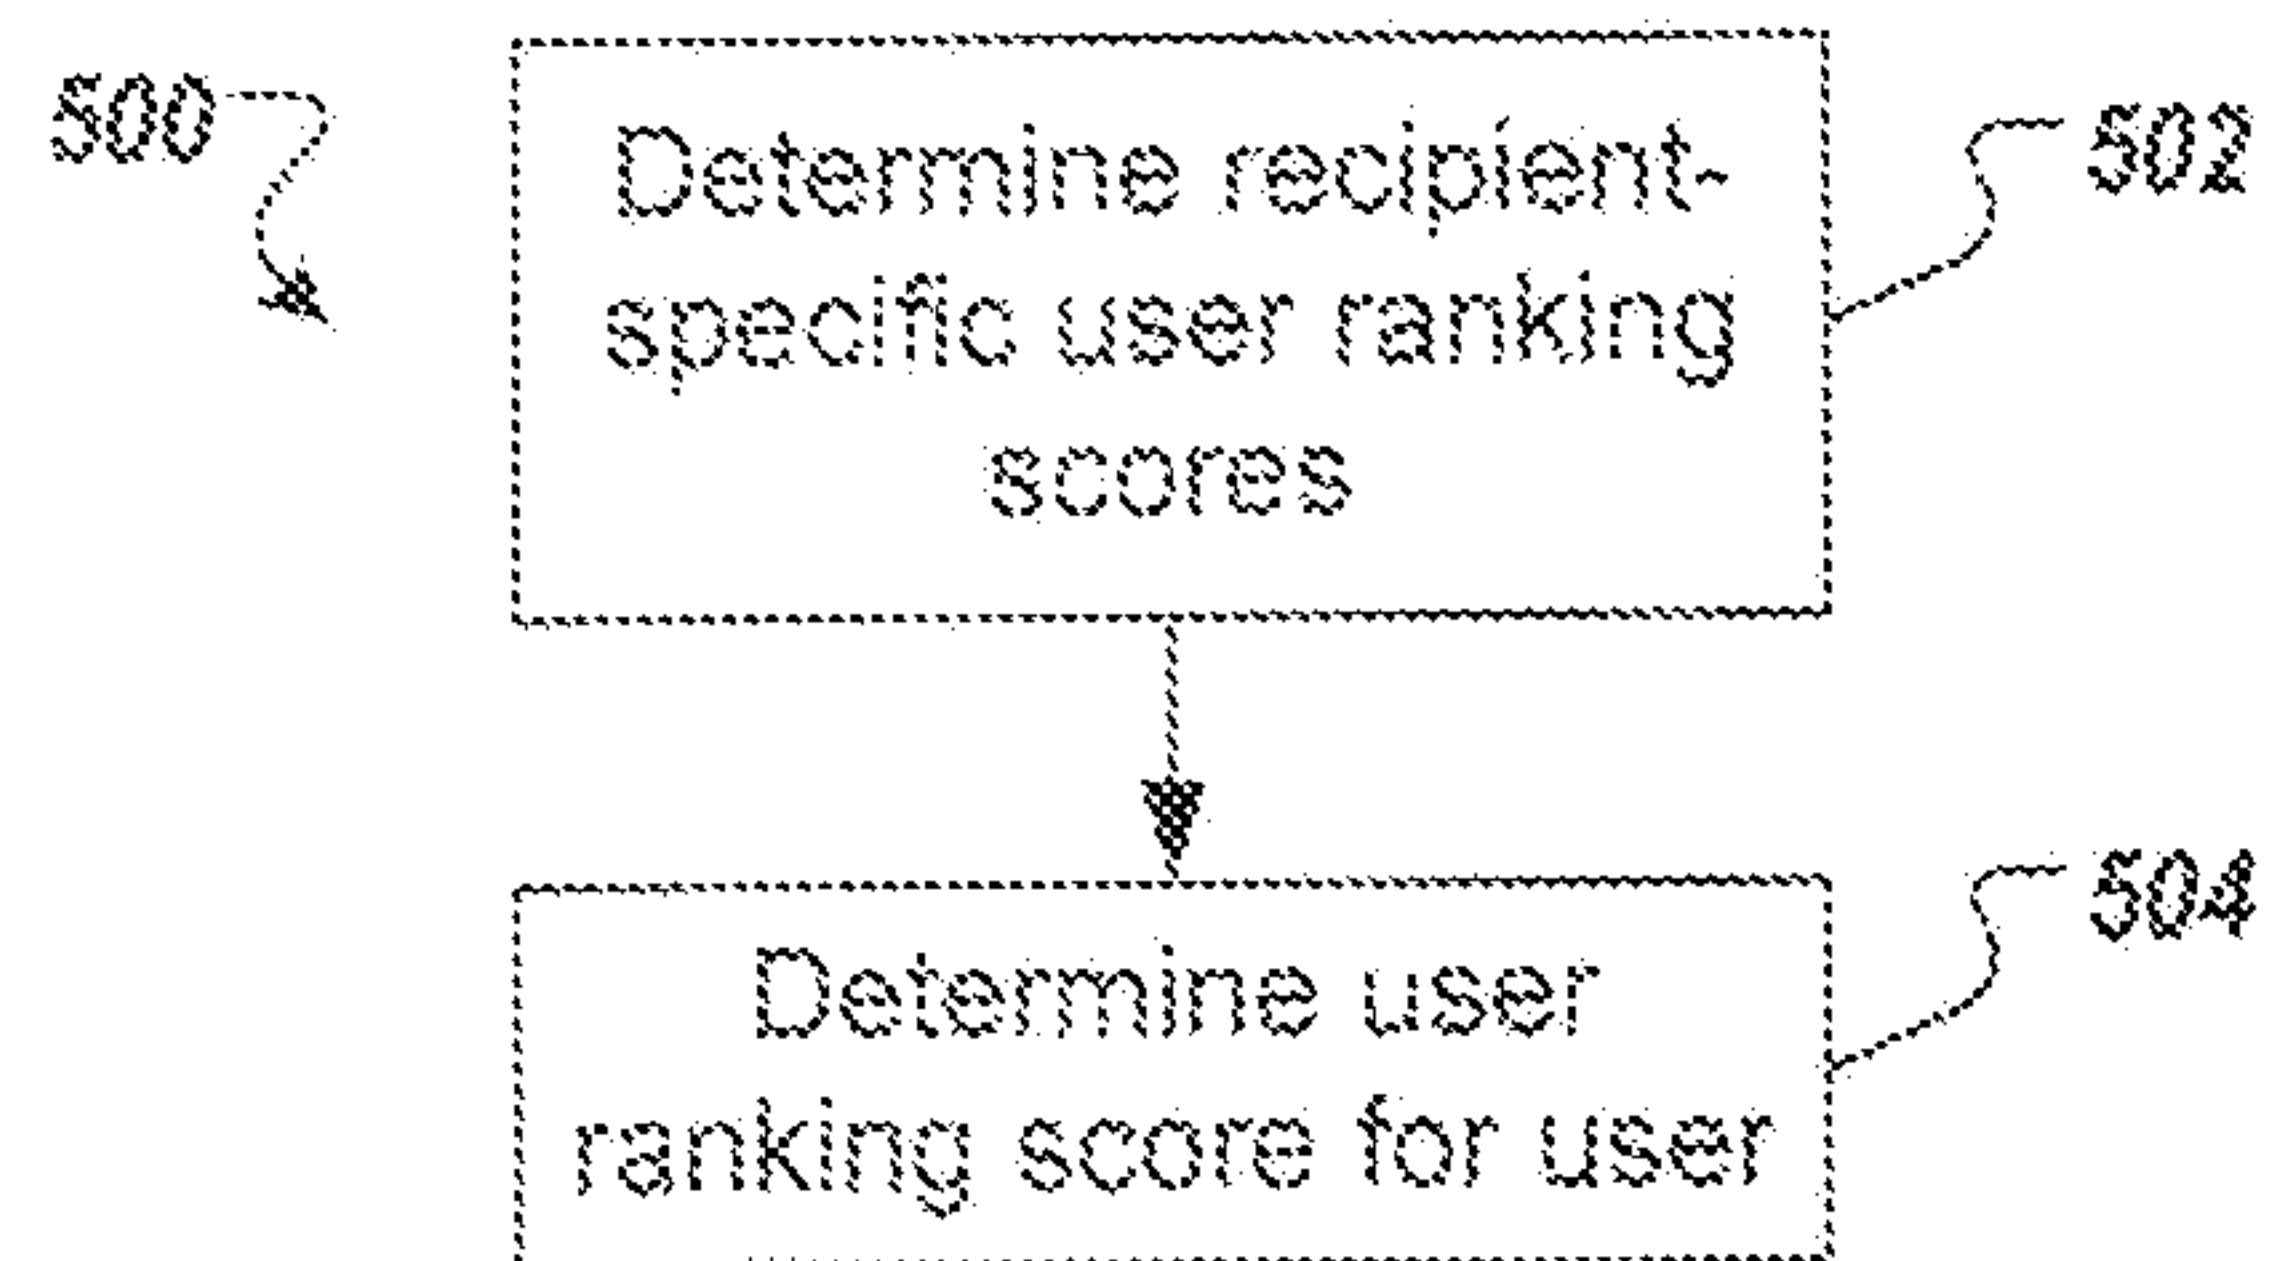 500
Determine recipient-
specific user ranking
scores
502
Determine user
ranking score for user
504